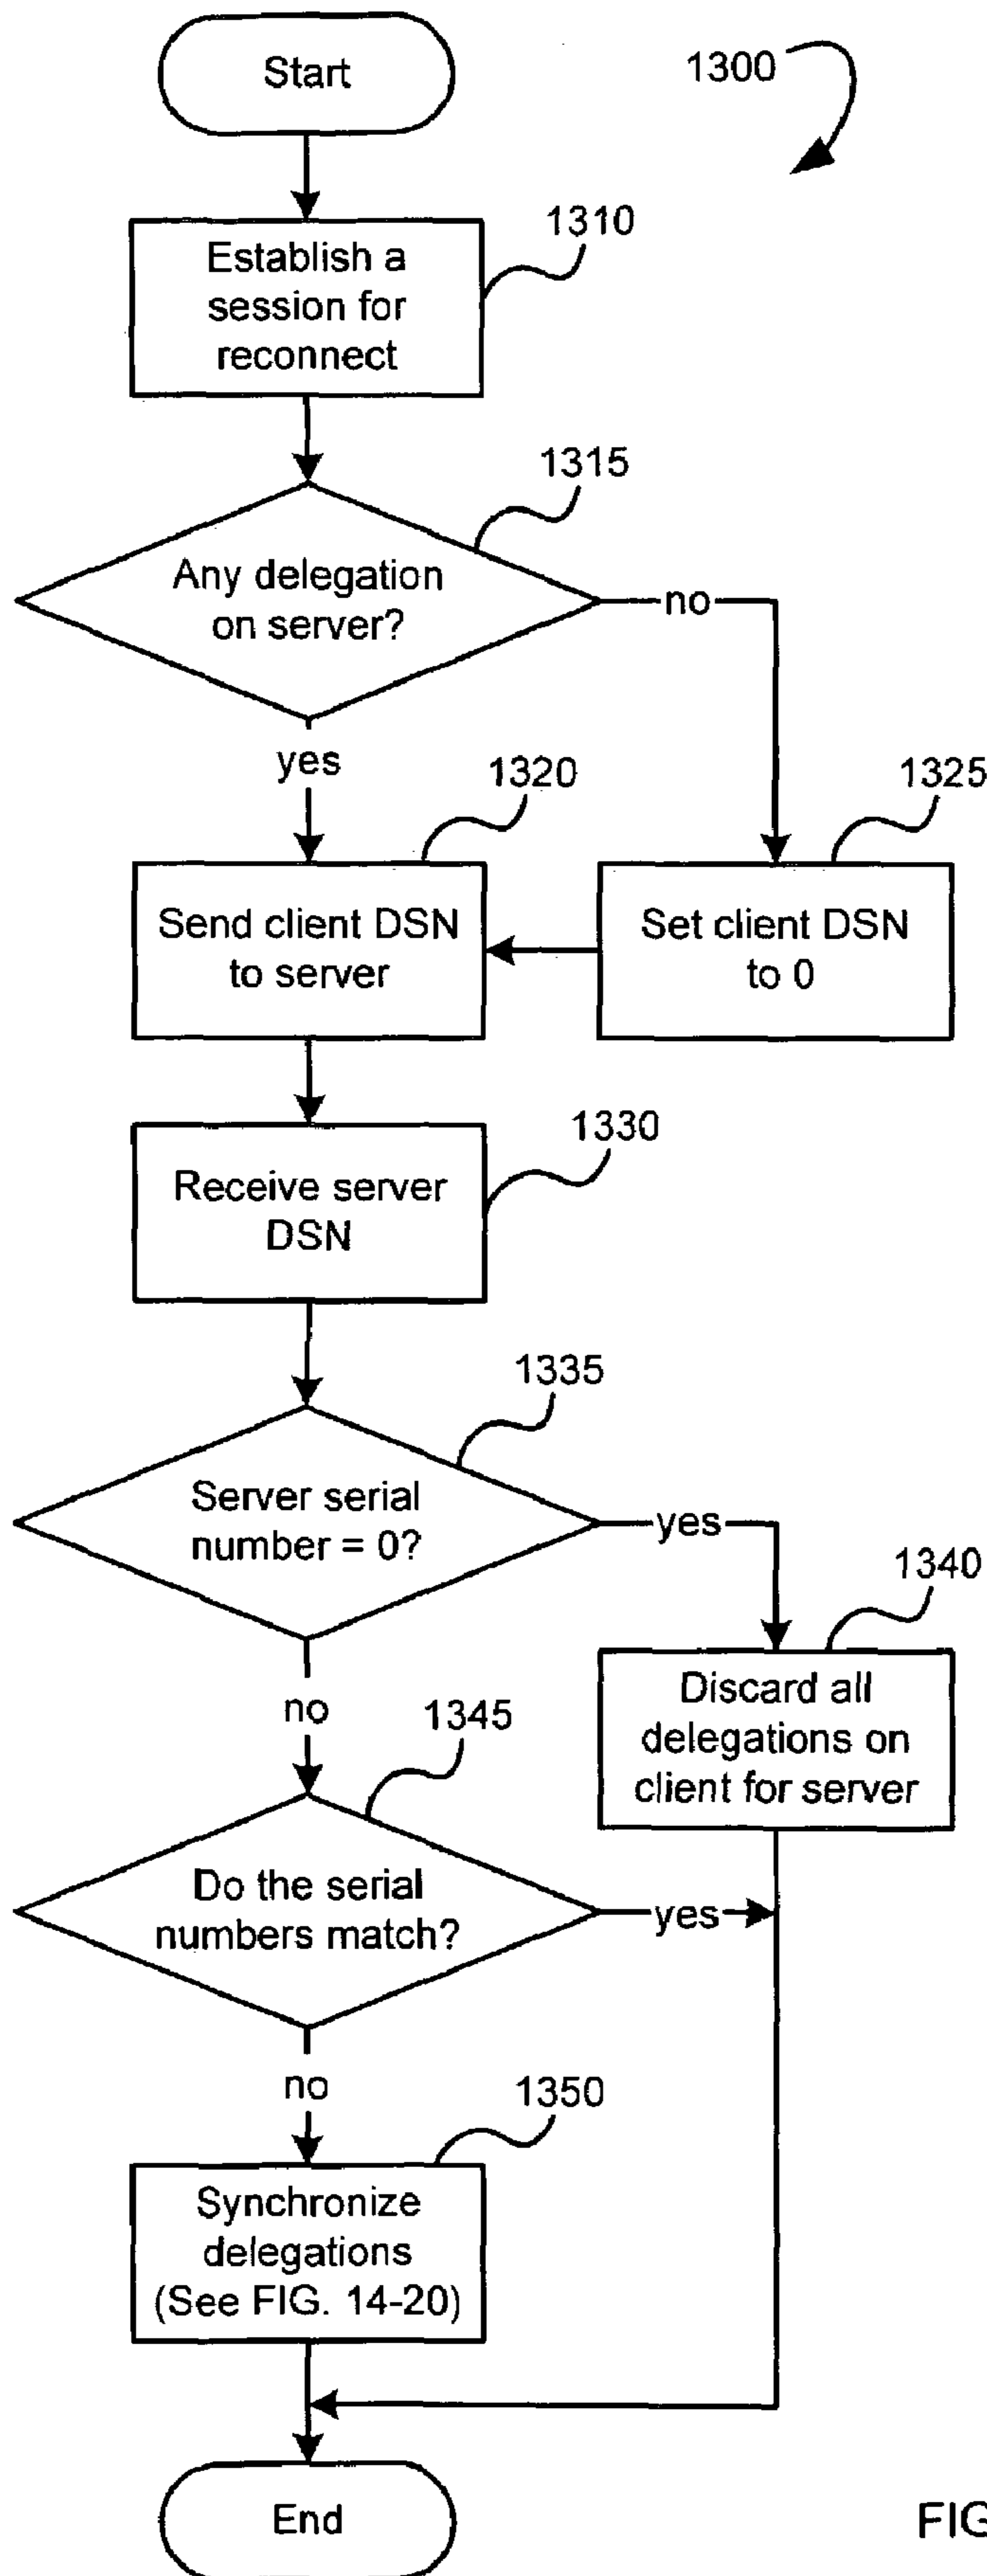 Start
1300
1310
Establish a
session for
reconnect
1315
Any delegation
on server?
no
yes
1320
1325
Send client DSN
to server
Set client DSN
to 0
1330
Receive server
DSN
1335
Server serial
number = 0?
yes
1340
no
1345
Discard all
delegations on
client for server
Do the serial
numbers match?
yes
no
1350
Synchronize
delegations
(See FIG. 14-20)
End
FIG